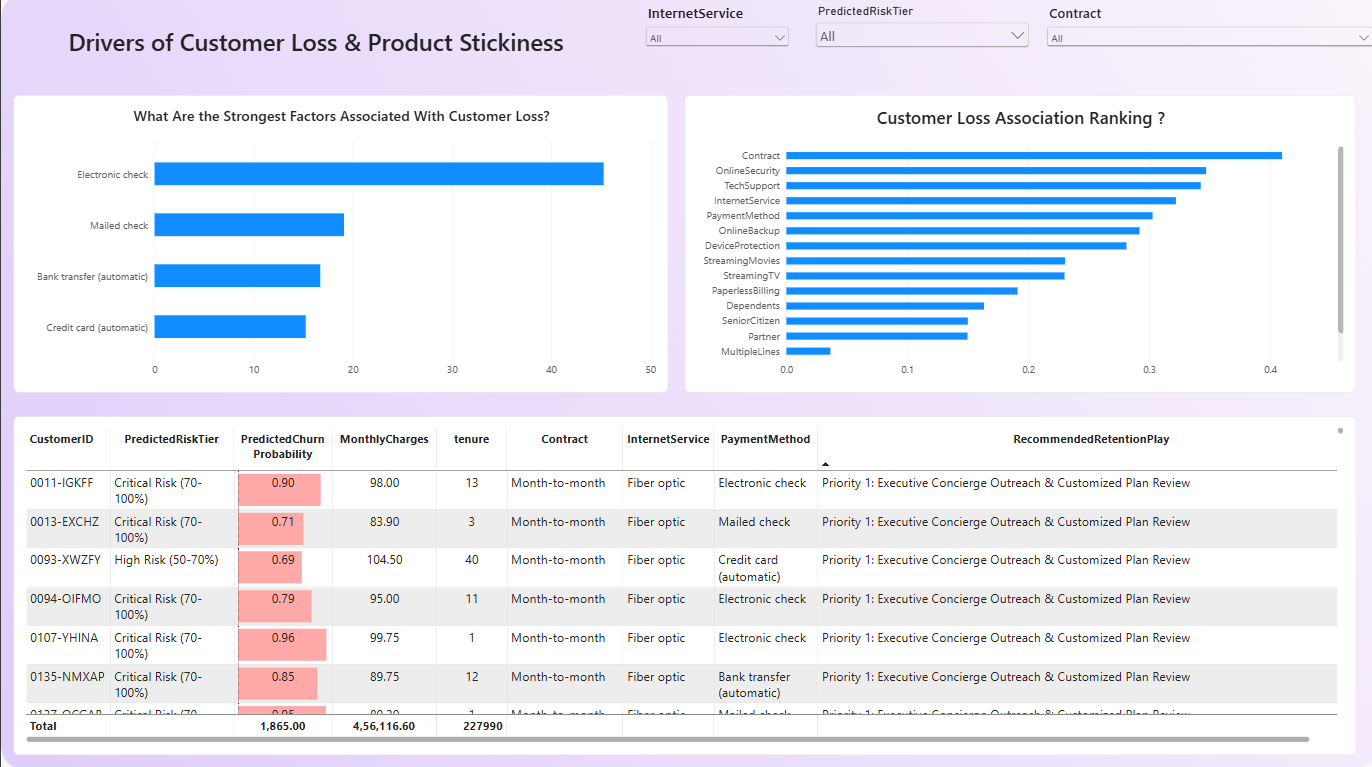 Drivers of Customer Loss & Product Stickiness
InternetService
All
PredictedRiskTier
All
Contract
All
What Are the Strongest Factors Associated With Customer Loss?
Electronic check
Mailed check
Bank transfer (automatic)
Credit card (automatic)
0 10 20 30 40 50
Customer Loss Association Ranking ?
Contract
OnlineSecurity
TechSupport
InternetService
PaymentMethod
OnlineBackup
DeviceProtection
StreamingMovies
StreamingTV
PaperlessBilling
Dependents
SeniorCitizen
Partner
MultipleLines
0.0 0.1 0.2 0.3 0.4
CustomerID PredictedRiskTier PredictedChurn MonthlyCharges tenure Contract InternetService PaymentMethod RecommendedRetentionPlay
Probability
0011-IGKFF Critical Risk (70- 0.90 98.00 13 Month-to-month Fiber optic Electronic check Priority 1: Executive Concierge Outreach & Customized Plan Review
100%)
0013-EXCHZ Critical Risk (70- 0.71 83.90 3 Month-to-month Fiber optic Mailed check Priority 1: Executive Concierge Outreach & Customized Plan Review
100%)
0093-XWZFY High Risk (50-70%) 0.69 104.50 40 Month-to-month Fiber optic Credit card Priority 1: Executive Concierge Outreach & Customized Plan Review
(automatic)
0094-OIFMO Critical Risk (70- 0.79 95.00 11 Month-to-month Fiber optic Electronic check Priority 1: Executive Concierge Outreach & Customized Plan Review
100%)
0107-YHINA Critical Risk (70- 0.96 99.75 1 Month-to-month Fiber optic Electronic check Priority 1: Executive Concierge Outreach & Customized Plan Review
100%)
0135-NMXAP Critical Risk (70- 0.85 89.75 12 Month-to-month Fiber optic Bank transfer Priority 1: Executive Concierge Outreach & Customized Plan Review
100%) (automatic)
Total 1,865.00 4,56,116.60 227990